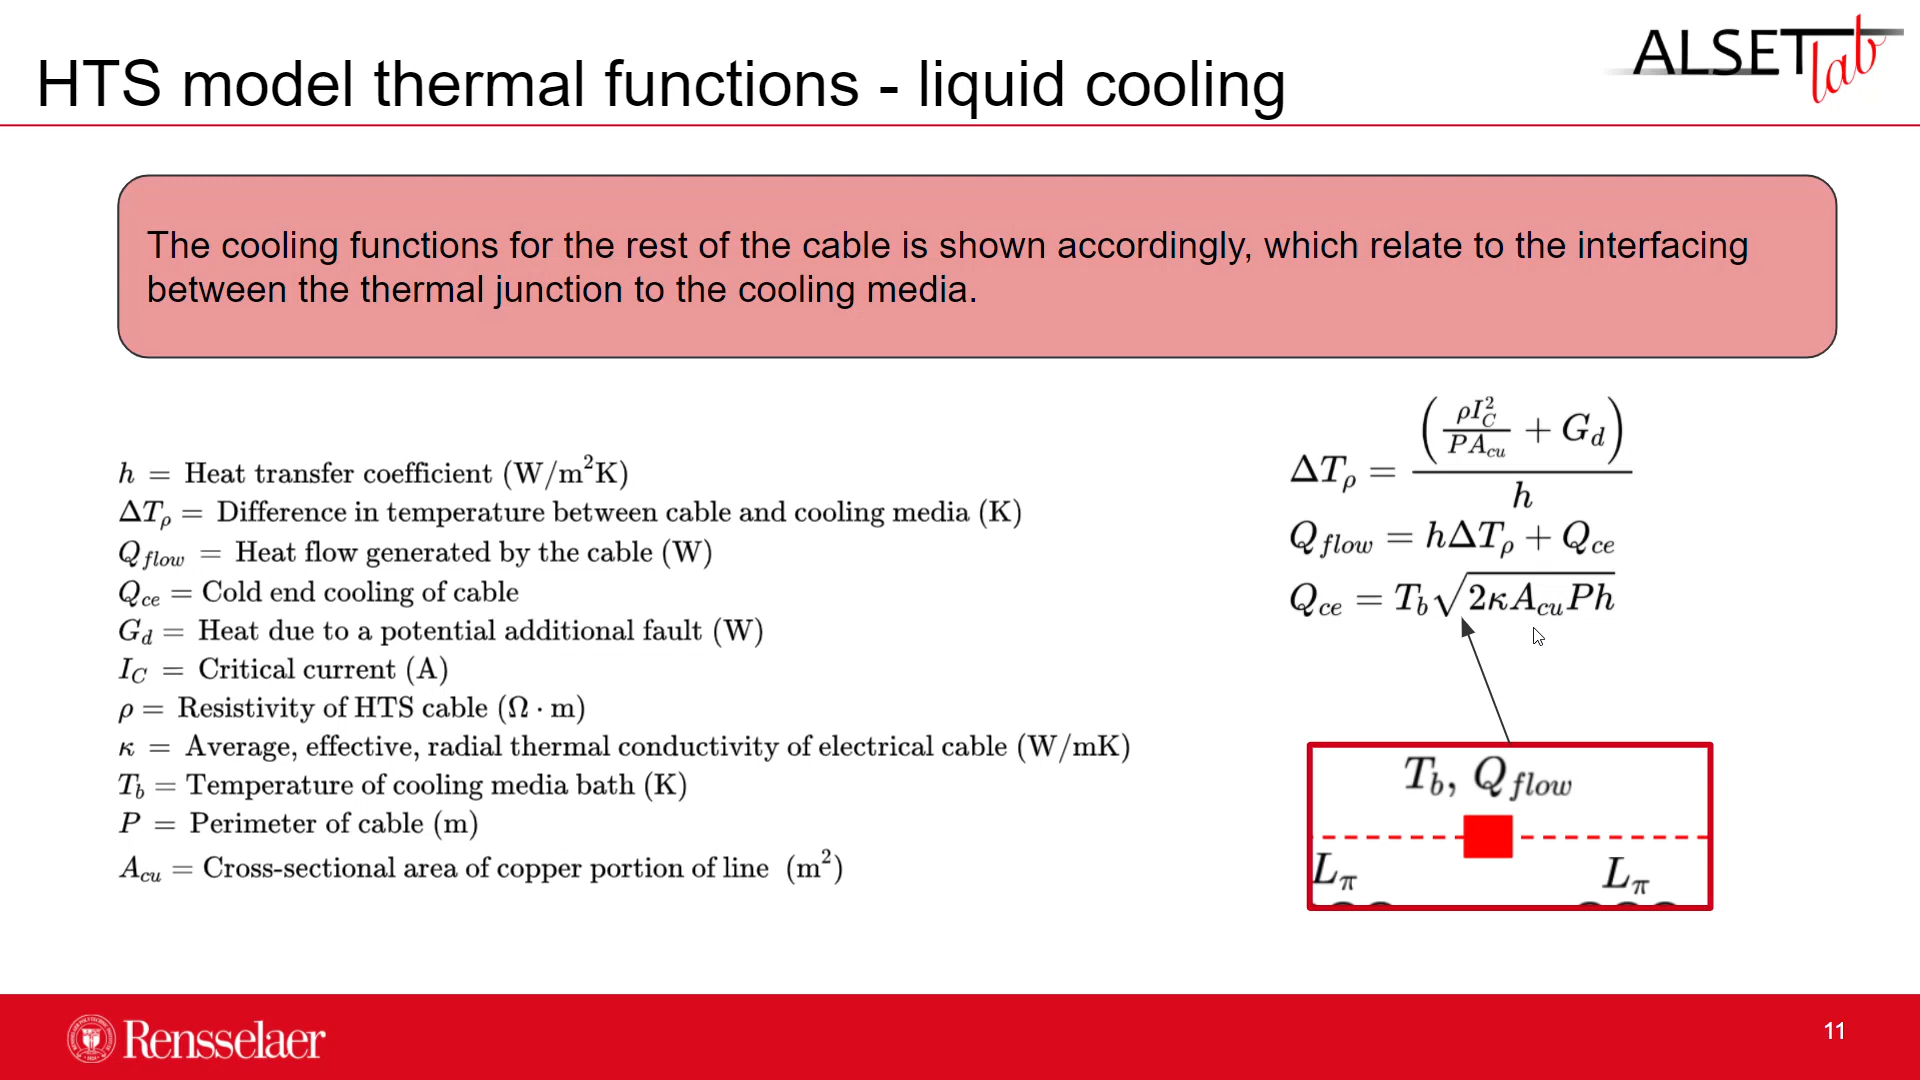 HTS model thermal functions - liquid cooling
ALSETLab
The cooling functions for the rest of the cable is shown accordingly, which relate to the interfacing
between the thermal junction to the cooling media.
h = Heat transfer coefficient (W/m²K)
ΔT_ρ = Difference in temperature between cable and cooling media (K)
Q_flow = Heat flow generated by the cable (W)
Q_ce = Cold end cooling of cable
G_d = Heat due to a potential additional fault (W)
I_C = Critical current (A)
ρ = Resistivity of HTS cable (Ω · m)
κ = Average, effective, radial thermal conductivity of electrical cable (W/mK)
T_b = Temperature of cooling media bath (K)
P = Perimeter of cable (m)
A_cu = Cross-sectional area of copper portion of line (m²)
ΔT_ρ = (ρI_C²/PA_cu + G_d) / h
Q_flow = hΔT_ρ + Q_ce
Q_ce = T_b√(2κA_cuPh)
T_b, Q_flow
L_π L_π
Rensselaer
11